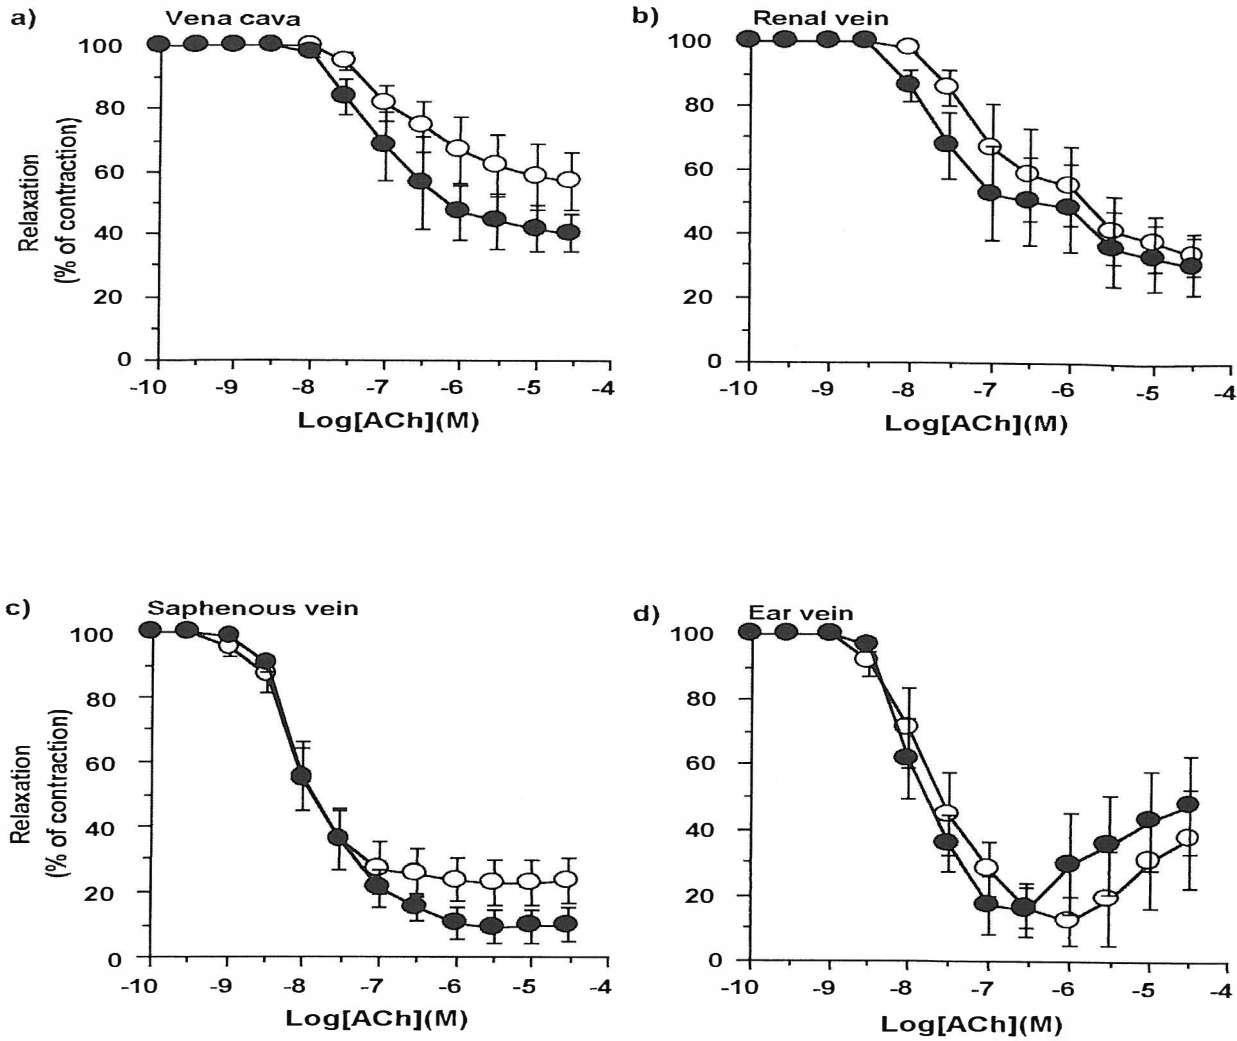 a) Vena cava
100
80
60
40
20
0
-10 -9 -8 -7 -6 -5 -4
Relaxation
(% of contraction)
Log[ACh](M)
b) Renal vein
100
80
60
40
20
0
-10 -9 -8 -7 -6 -5 -4
Log[ACh](M)
c) Saphenous vein
100
80
60
40
20
0
-10 -9 -8 -7 -6 -5 -4
Relaxation
(% of contraction)
Log[ACh](M)
d) Ear vein
100
80
60
40
20
0
-10 -9 -8 -7 -6 -5 -4
Log[ACh](M)